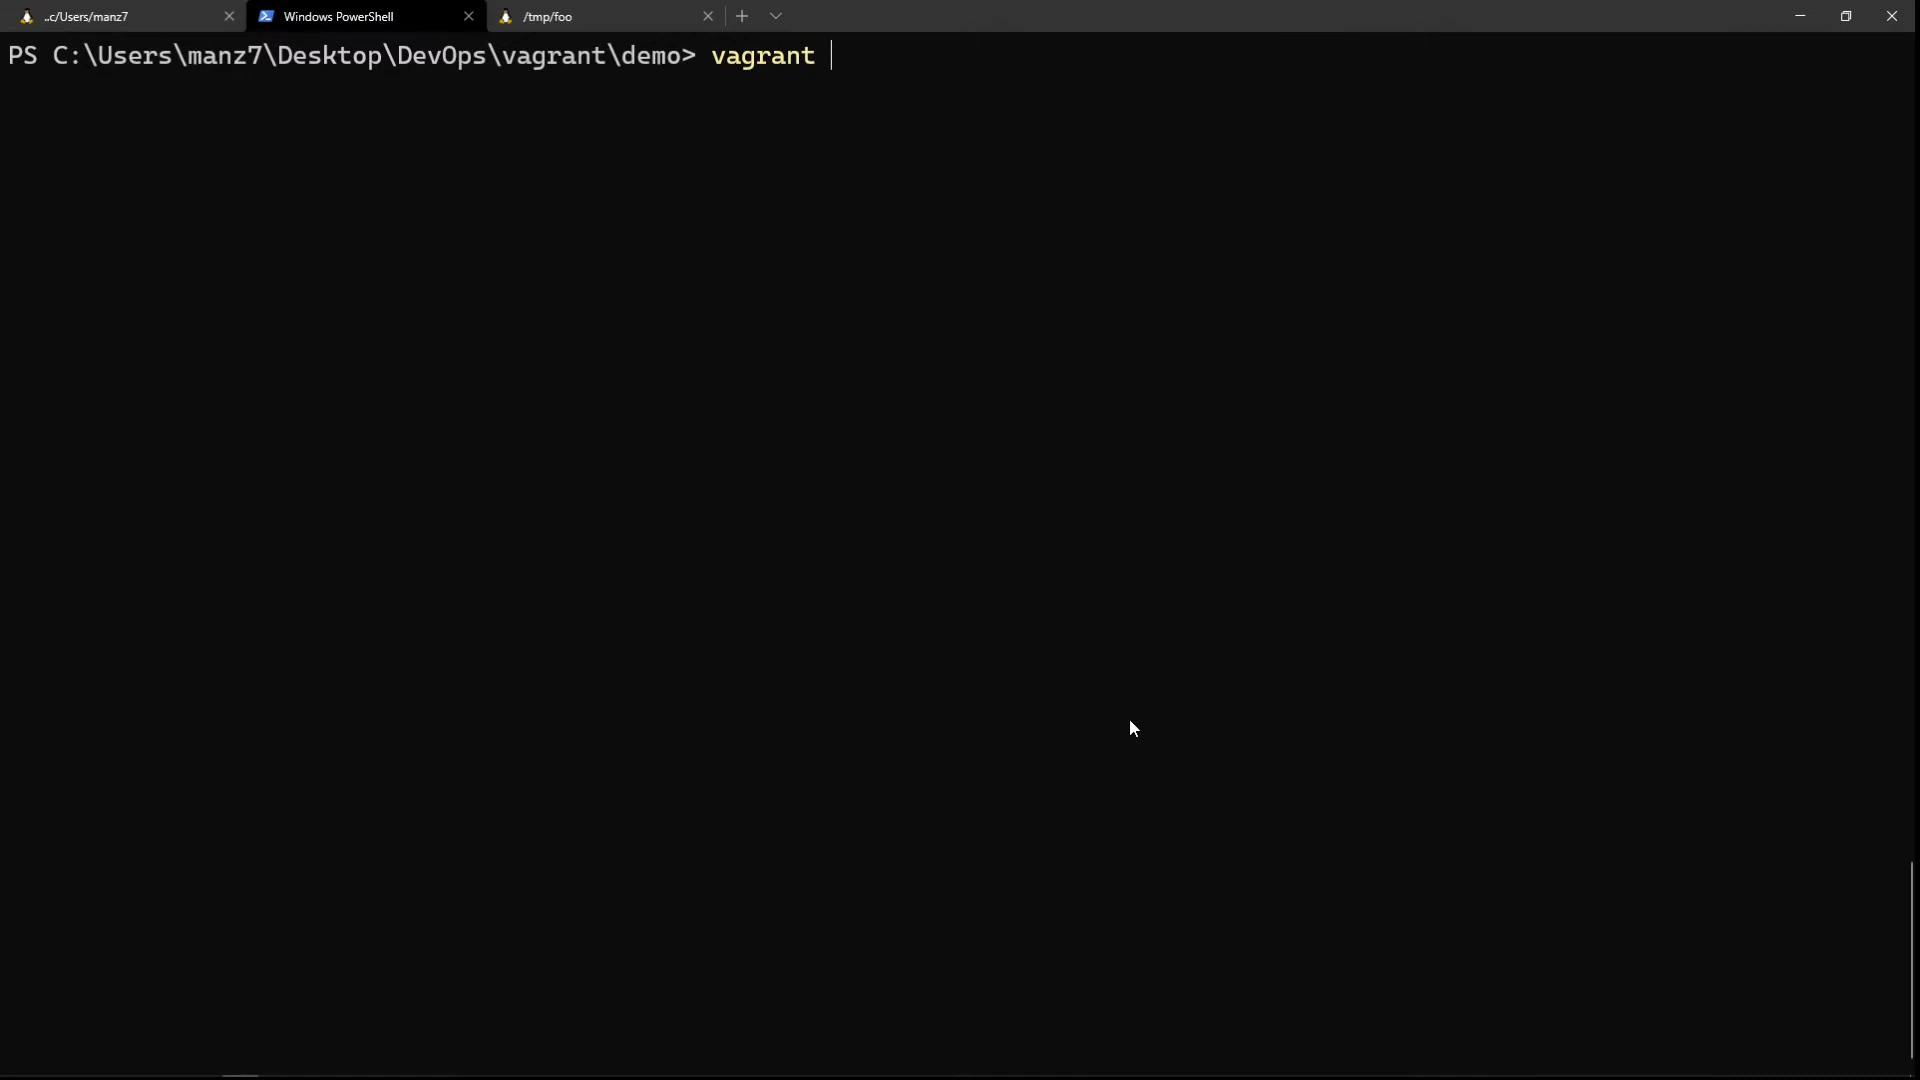 ..c/Users/manz7
Windows PowerShell
/tmp/foo
PS C:\Users\manz7\Desktop\DevOps\vagrant\demo> vagrant